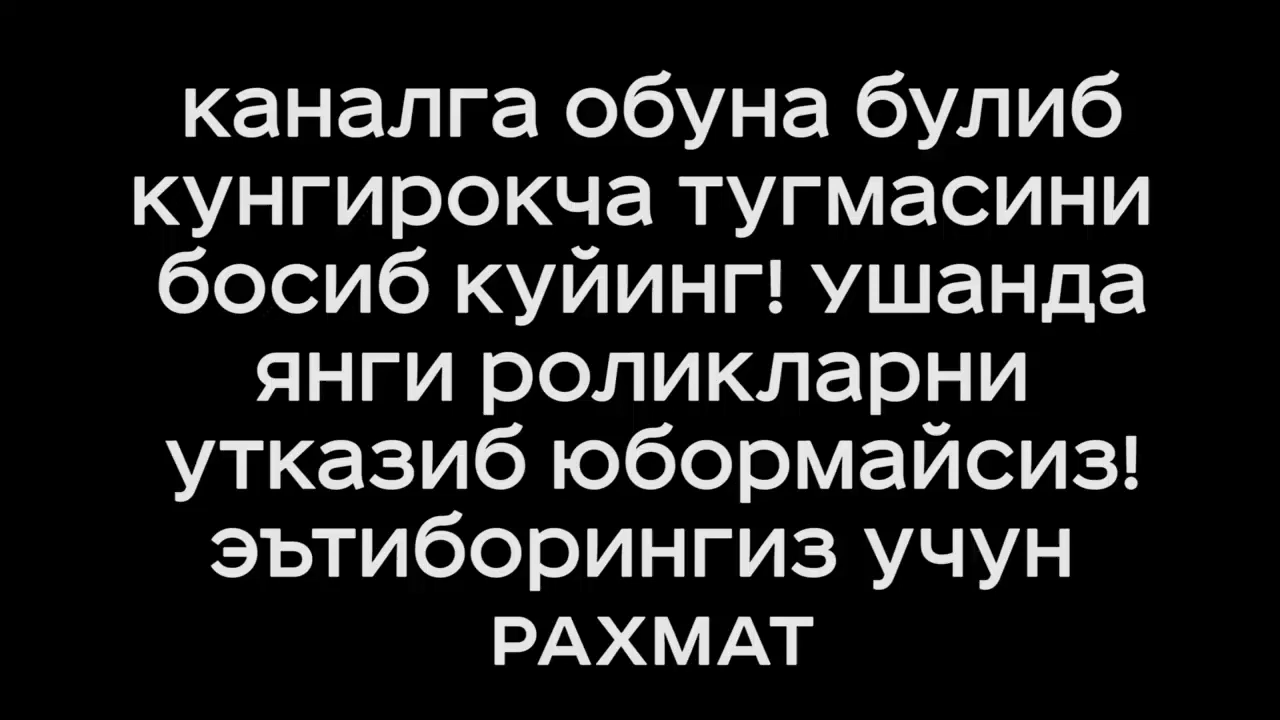 каналга обуна булиб
кунгирокча тугмасини
босиб куйинг! Ушанда
янги роликларни
утказиб юбормайсиз!
эътиборингиз учун
РАХМАТ